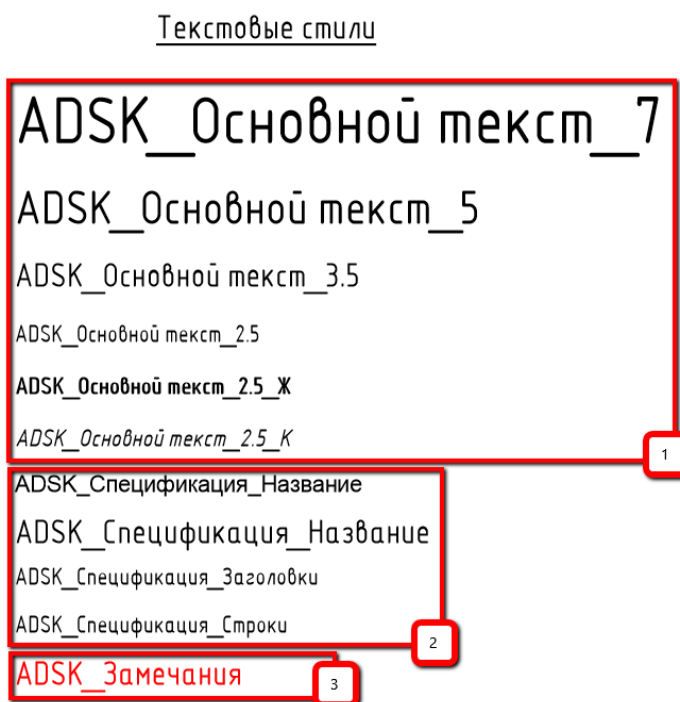 Текстовые стили
ADSK_Основной текст_7
ADSK_Основной текст_5
ADSK_Основной текст_3.5
ADSK_Основной текст_2.5
ADSK_Основной текст_2.5_Ж
ADSK_Основной текст_2.5_К
1
ADSK_Спецификация_Название
ADSK_Спецификация_Название
ADSK_Спецификация_Заголовки
ADSK_Спецификация_Строки
2
ADSK_Замечания
3